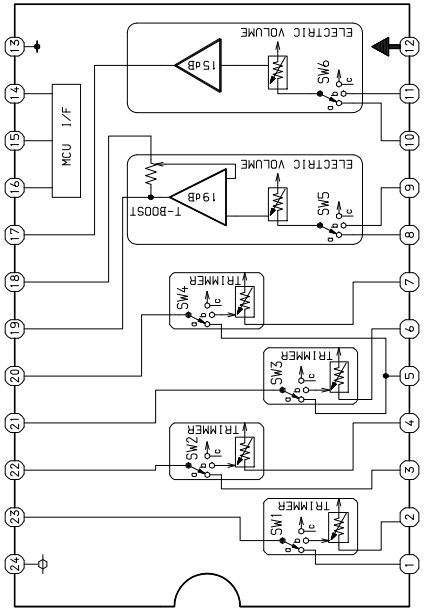 13
14
15
16
17
18
19
20
21
22
23
24
12
11
10
9
8
7
6
5
4
3
2
1
MCU I/F
ELECTRIC VOLUME
15dB
SW6
c
ELECTRIC VOLUME
19dB
T-BOOST
SW5
c
TRIMMER
SW4
c
TRIMMER
SW3
c
TRIMMER
SW2
c
TRIMMER
SW1
c